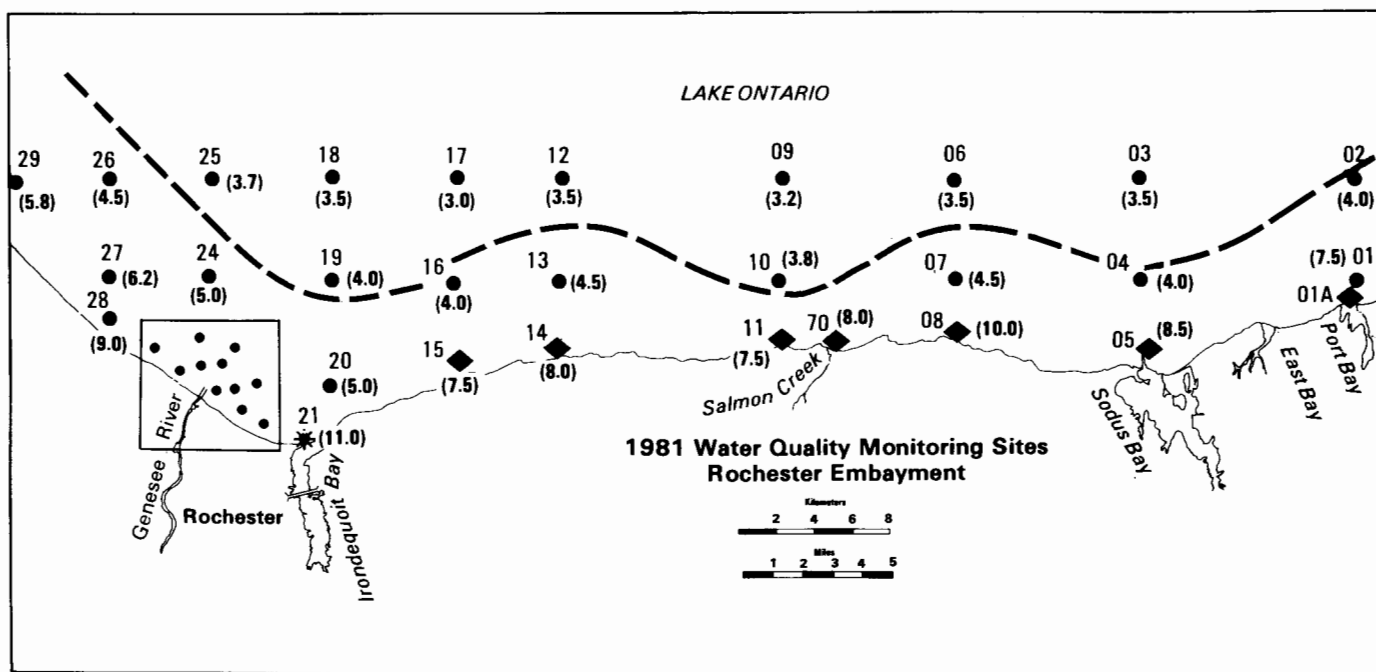 LAKE ONTARIO
29 26 25 18 17 12 09 06 03 02
(5.8) (4.5) (3.7) (3.5) (3.0) (3.5) (3.2) (3.5) (3.5) (4.0)
27 24 19 16 13 10 07 04 01
(6.2) (5.0) (4.0) (4.0) (4.5) (3.8) (4.5) (4.0) (7.5)
28 01A
(9.0)
15 14 11 70 08 05
(7.5) (8.0) (7.5) (8.0) (10.0) (8.5)
20
(5.0)
21
(11.0)
Genesee River
Rochester
Irondequoit Bay
Salmon Creek
Sodus Bay
East Bay
Port Bay
1981 Water Quality Monitoring Sites
Rochester Embayment
Kilometers
2 4 6 8
Miles
1 2 3 4 5